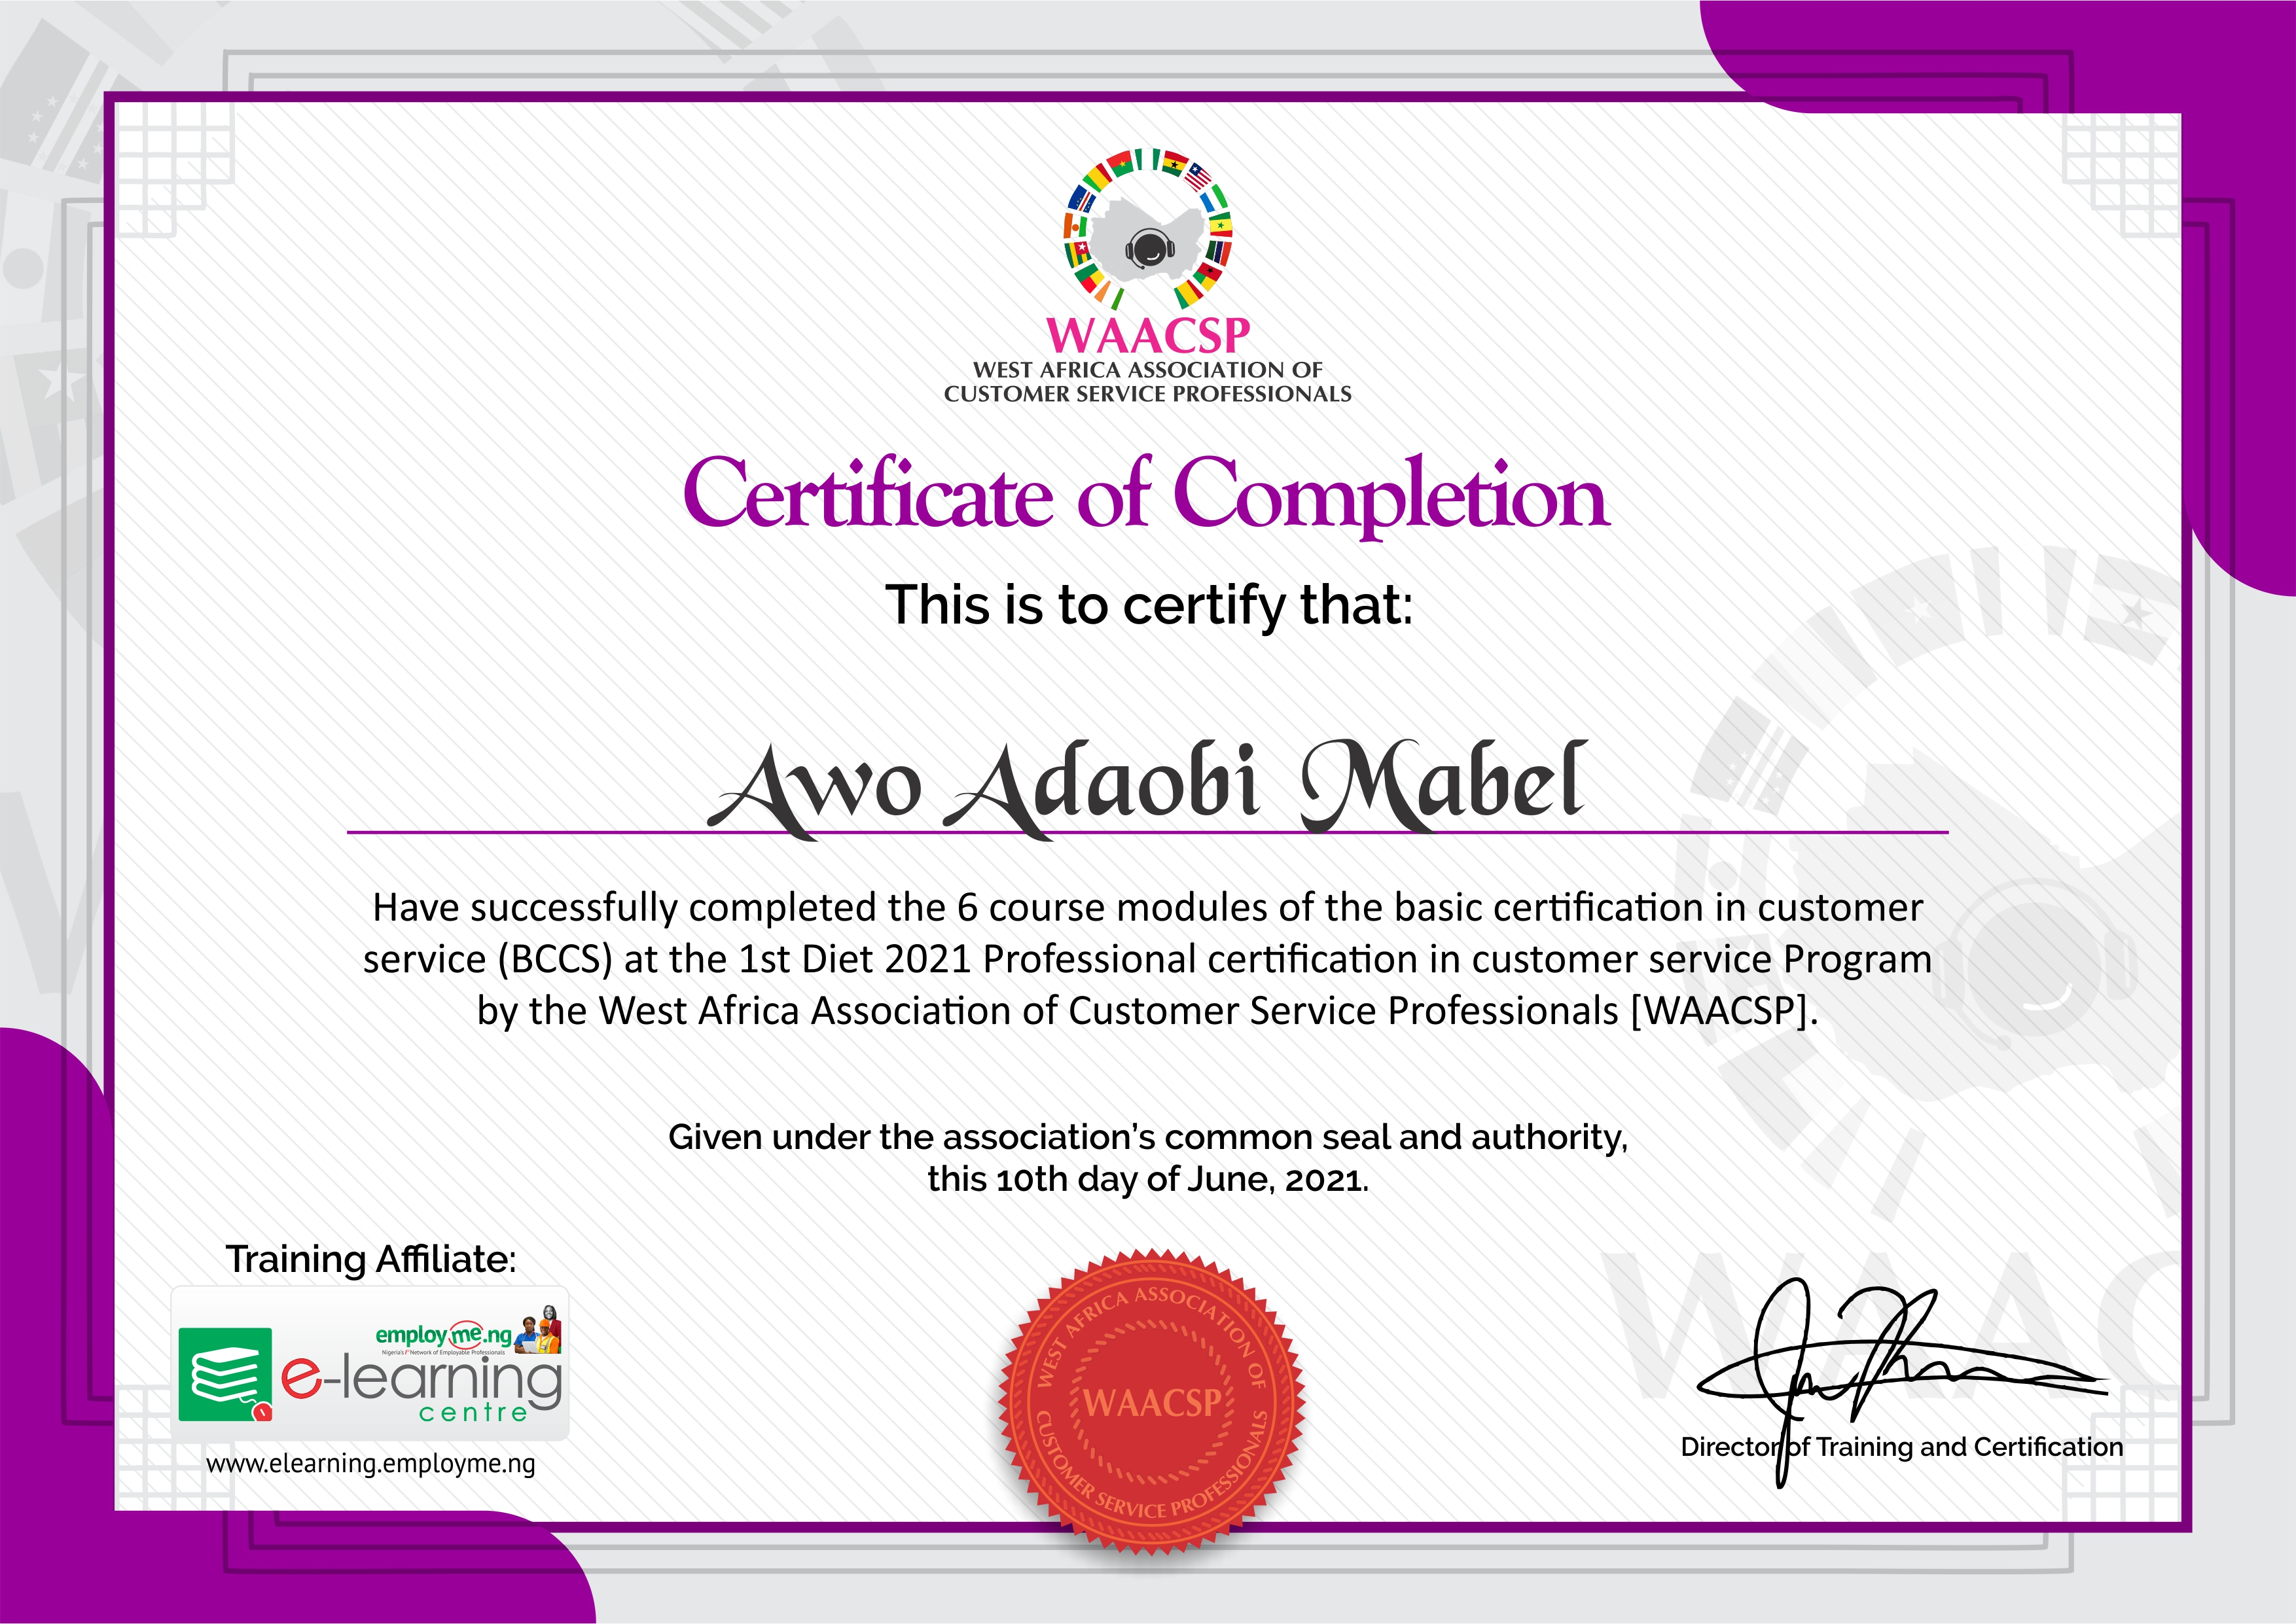 WAACSP
WEST AFRICA ASSOCIATION OF
CUSTOMER SERVICE PROFESSIONALS
Certificate of Completion
This is to certify that:
Awo Adaobi Mabel
Have successfully completed the 6 course modules of the basic certification in customer
service (BCCS) at the 1st Diet 2021 Professional certification in customer service Program
by the West Africa Association of Customer Service Professionals [WAACSP].
Given under the association’s common seal and authority,
this 10th day of June, 2021.
Training Affiliate:
employme.ng
Nigeria's 1st Network of Employable Professionals
e-learning
centre
www.elearning.employme.ng
WEST AFRICA ASSOCIATION OF
WAACSP
CUSTOMER SERVICE PROFESSIONALS
Director of Training and Certification
WAAC